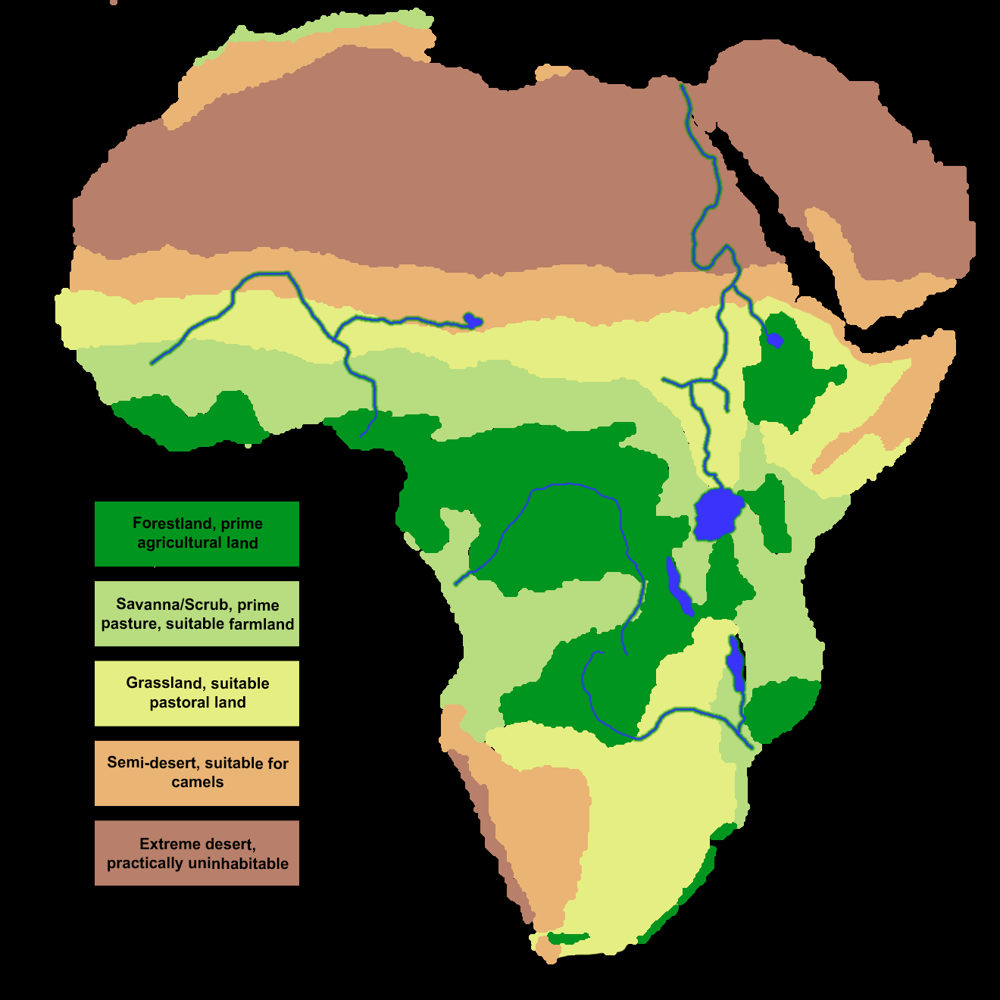 Forestland, prime
agricultural land
Savanna/Scrub, prime
pasture, suitable farmland
Grassland, suitable
pastoral land
Semi-desert, suitable for
camels
Extreme desert,
practically uninhabitable